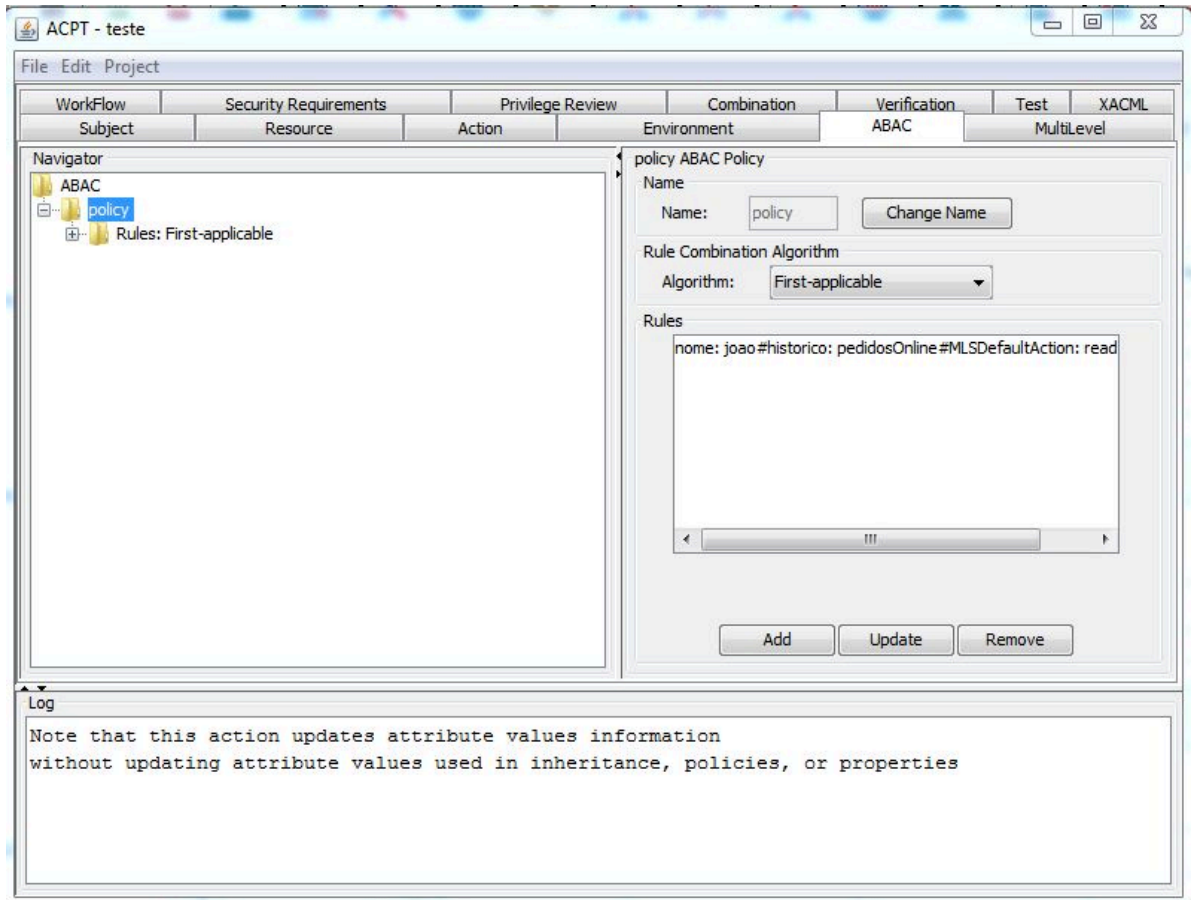 ACPT - teste
File Edit Project
WorkFlow Security Requirements Privilege Review Combination Verification Test XACML
Subject Resource Action Environment ABAC MultiLevel
Navigator
ABAC
policy
Rules: First-applicable
policy ABAC Policy
Name
Name: policy Change Name
Rule Combination Algorithm
Algorithm: First-applicable
Rules
nome: joao#historico: pedidosOnline#MLSDefaultAction: read
Add Update Remove
Log
Note that this action updates attribute values information
without updating attribute values used in inheritance, policies, or properties